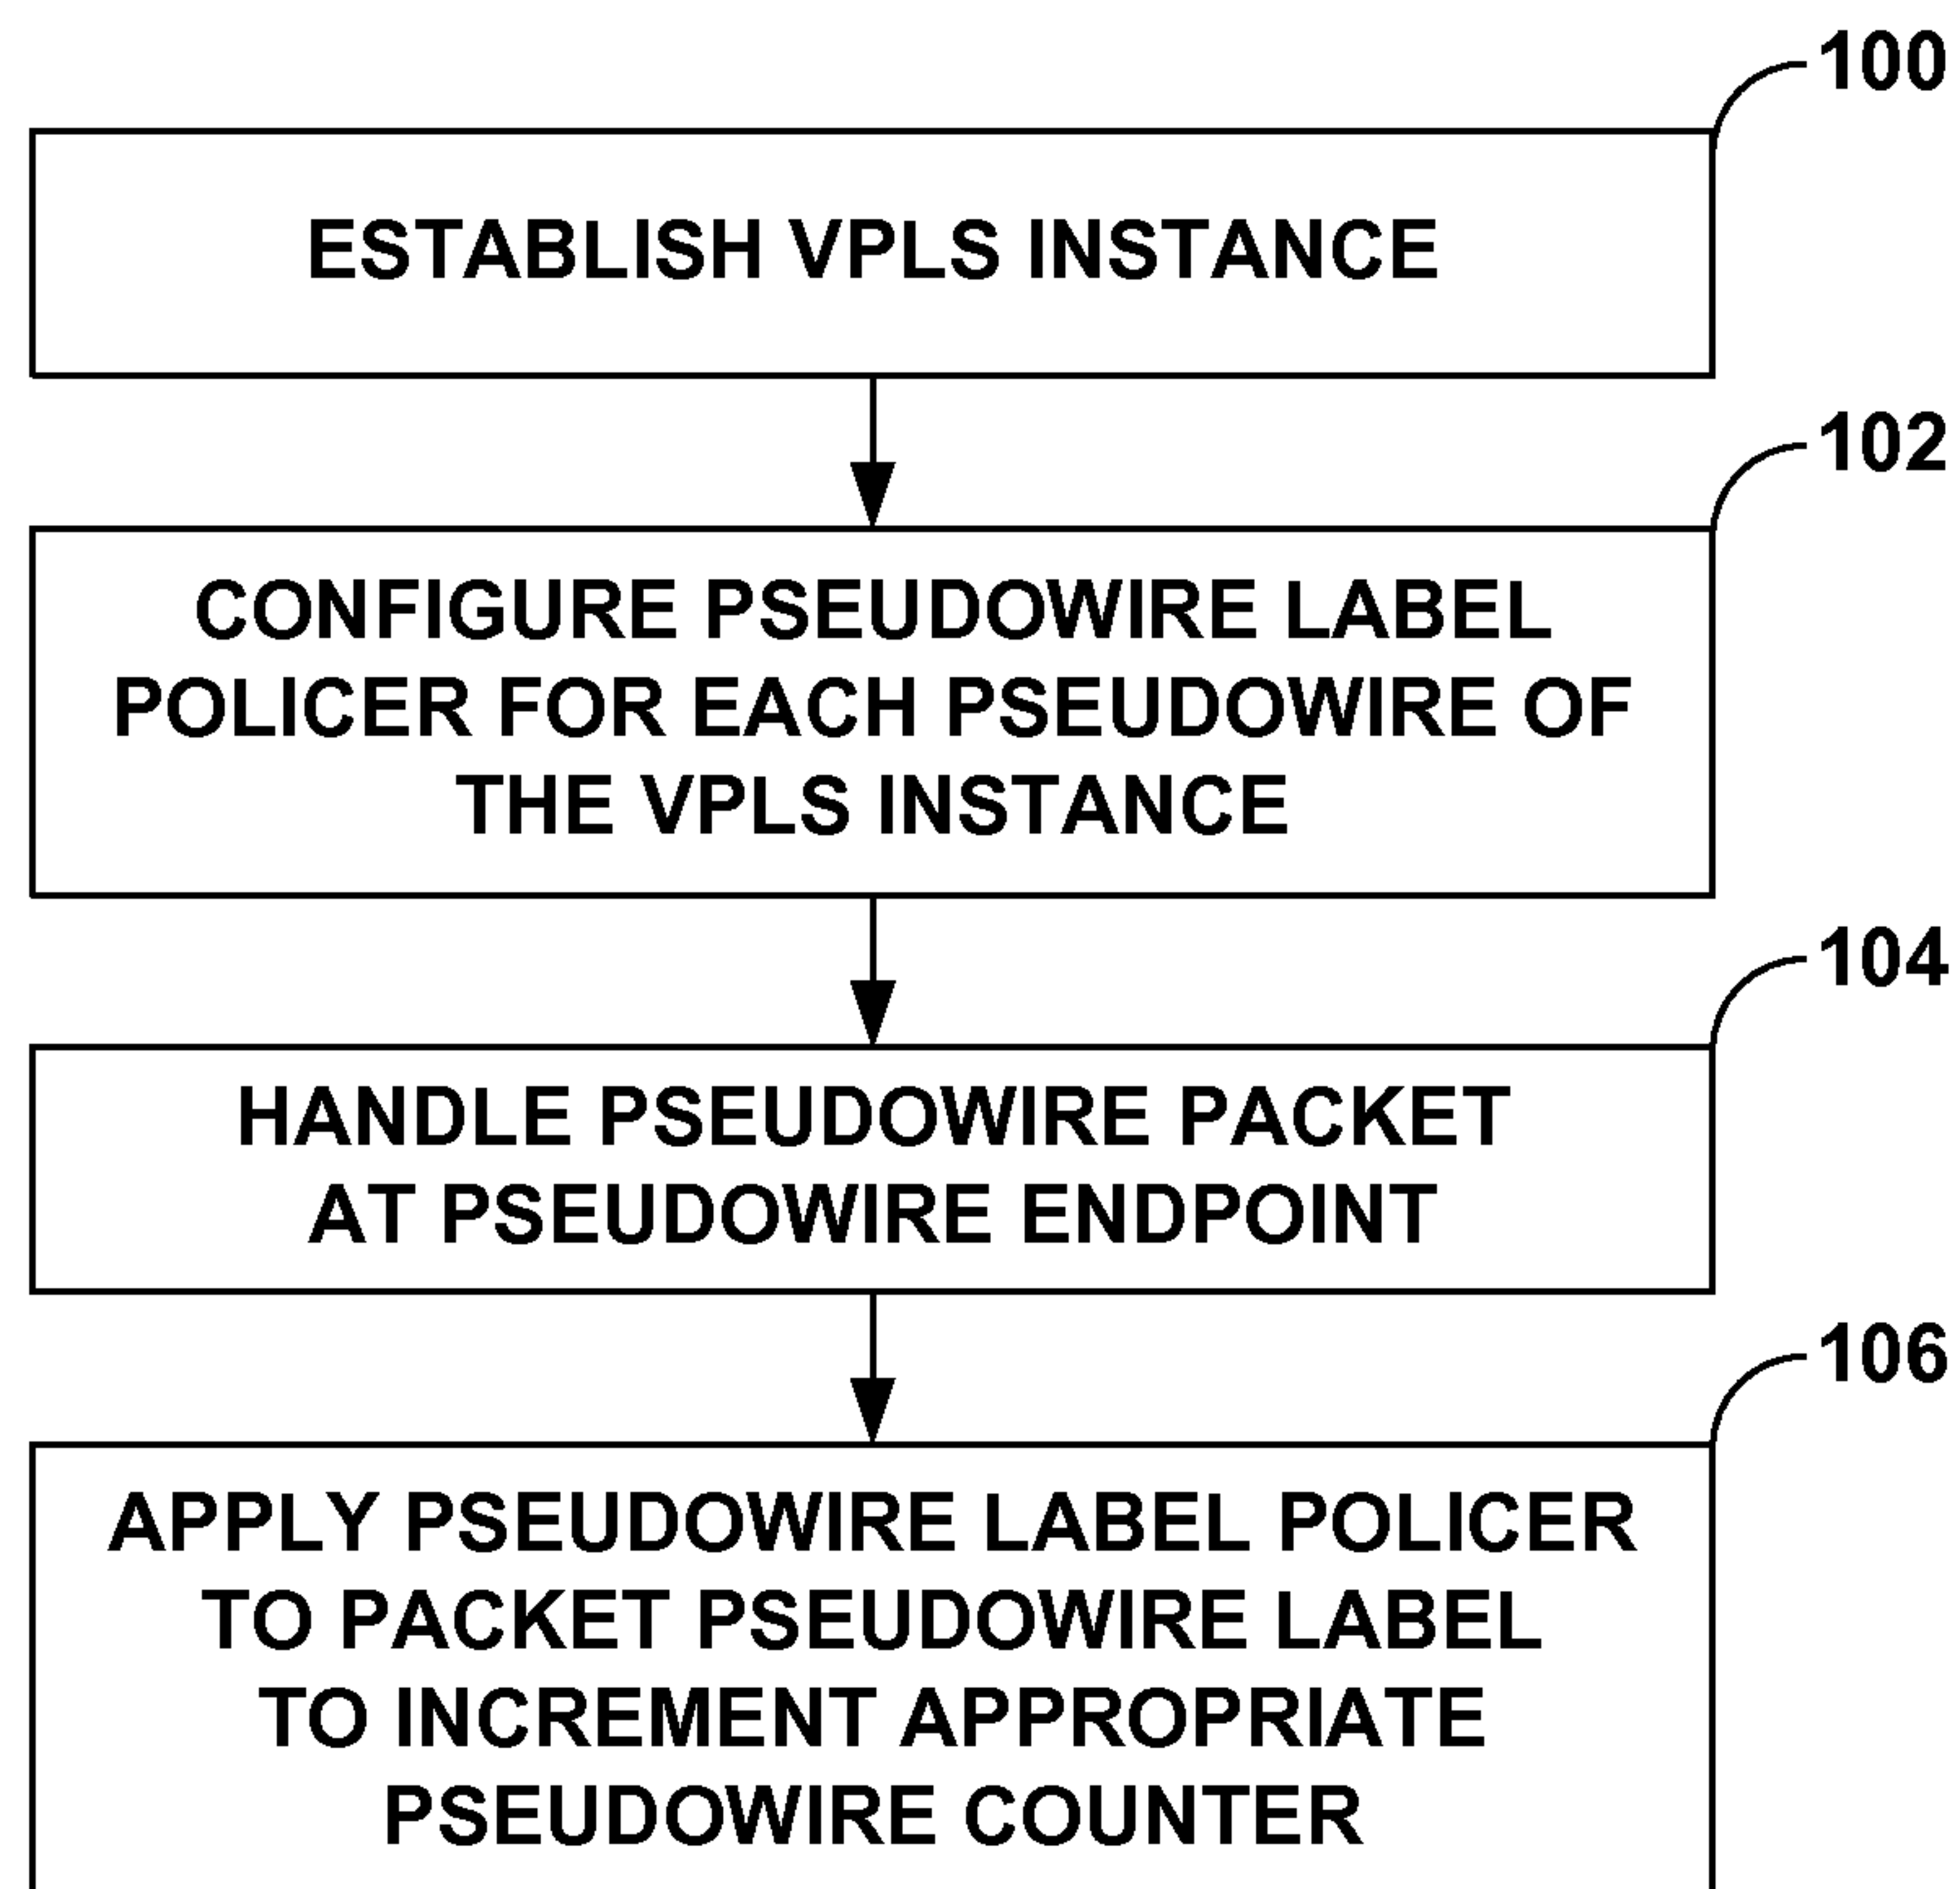 100
ESTABLISH VPLS INSTANCE
102
CONFIGURE PSEUDOWIRE LABEL
POLICER FOR EACH PSEUDOWIRE OF
THE VPLS INSTANCE
104
HANDLE PSEUDOWIRE PACKET
AT PSEUDOWIRE ENDPOINT
106
APPLY PSEUDOWIRE LABEL POLICER
TO PACKET PSEUDOWIRE LABEL
TO INCREMENT APPROPRIATE
PSEUDOWIRE COUNTER